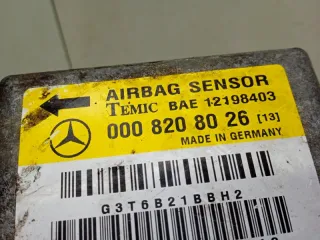 AIRBAG SENSOR
TEMIC BAE 12198403
000 820 80 26 [13]
MADE IN GERMANY
G3T6B21BBH2